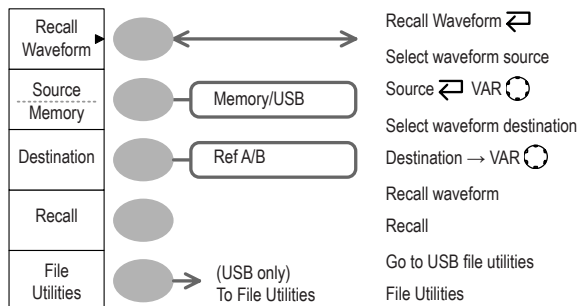 Recall
Waveform
Source
Memory
Memory/USB
Destination
Ref A/B
Recall
File
Utilities
(USB only)
To File Utilities
Recall Waveform
Select waveform source
Source VAR
Select waveform destination
Destination → VAR
Recall waveform
Recall
Go to USB file utilities
File Utilities